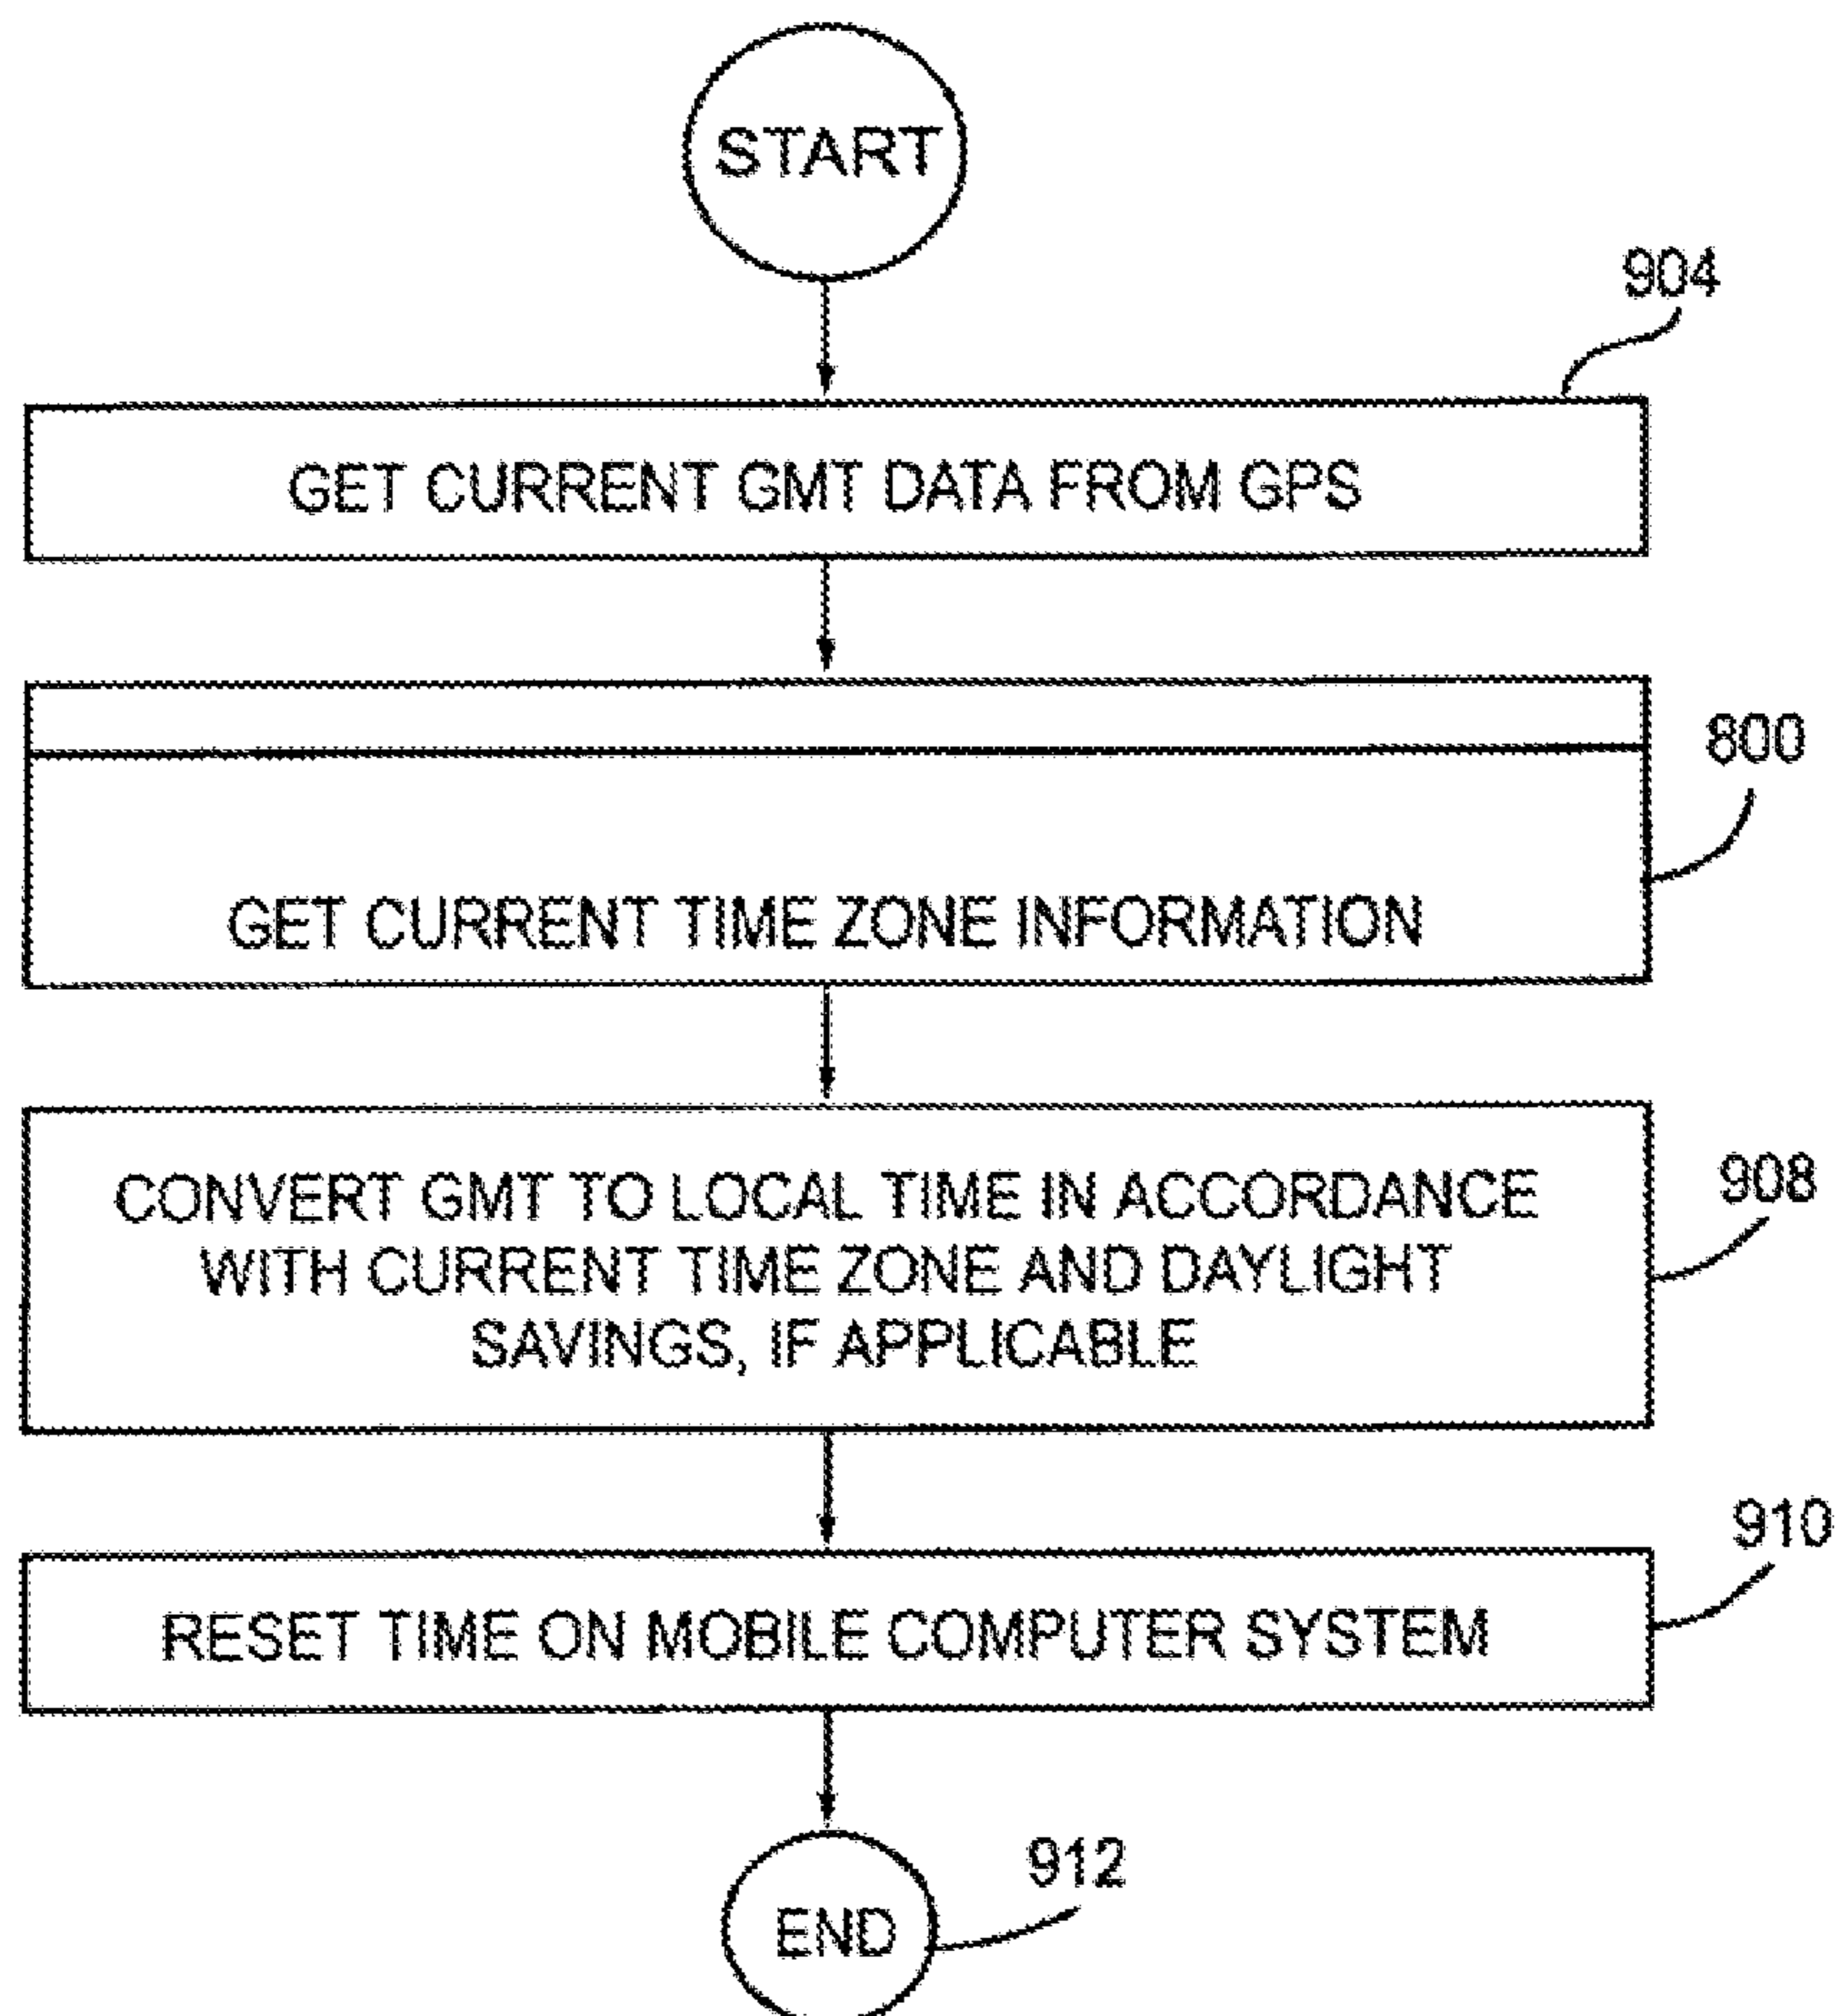 START
904
GET CURRENT GMT DATA FROM GPS
800
GET CURRENT TIME ZONE INFORMATION
CONVERT GMT TO LOCAL TIME IN ACCORDANCE
WITH CURRENT TIME ZONE AND DAYLIGHT
SAVINGS, IF APPLICABLE
908
910
RESET TIME ON MOBILE COMPUTER SYSTEM
912
END